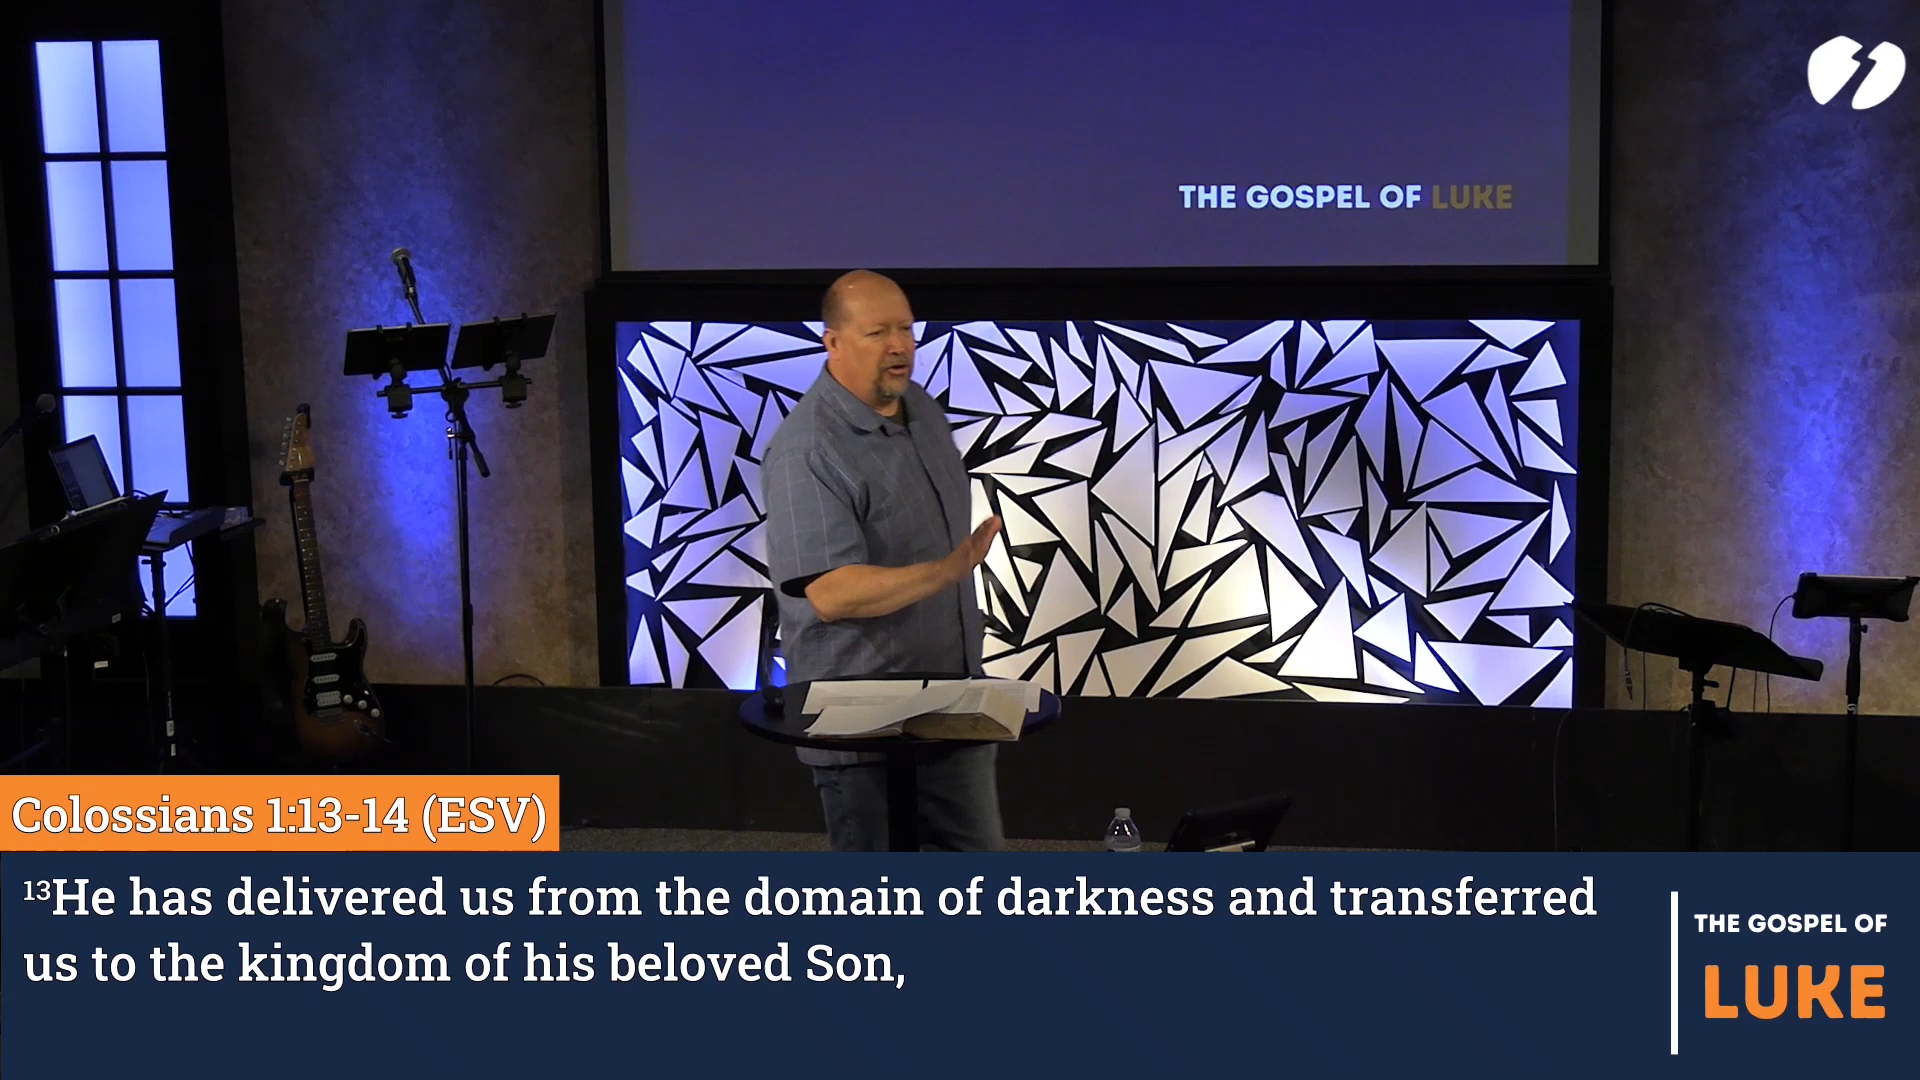 THE GOSPEL OF LUKE
Colossians 1:13-14 (ESV)
¹³He has delivered us from the domain of darkness and transferred
us to the kingdom of his beloved Son,
THE GOSPEL OF
LUKE